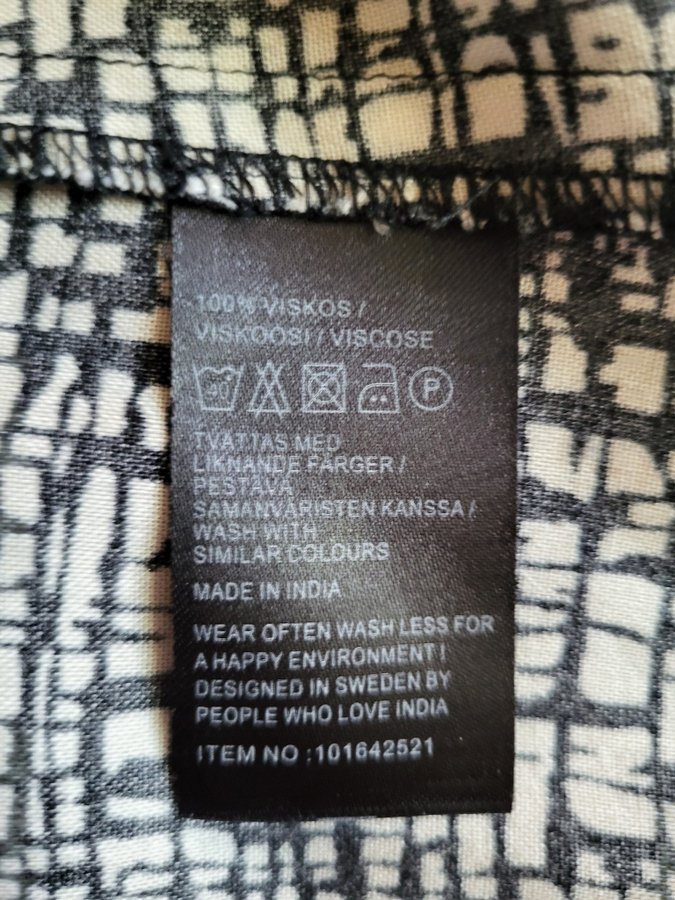 100% VISKOS /
VISKOOSI / VISCOSE
30
P
TVÄTTAS MED
LIKNANDE FÄRGER /
PESTÄVÄ
SAMANVÄRISTEN KANSSA /
WASH WITH
SIMILAR COLOURS
MADE IN INDIA
WEAR OFTEN WASH LESS FOR
A HAPPY ENVIRONMENT !
DESIGNED IN SWEDEN BY
PEOPLE WHO LOVE INDIA
ITEM NO :101642521